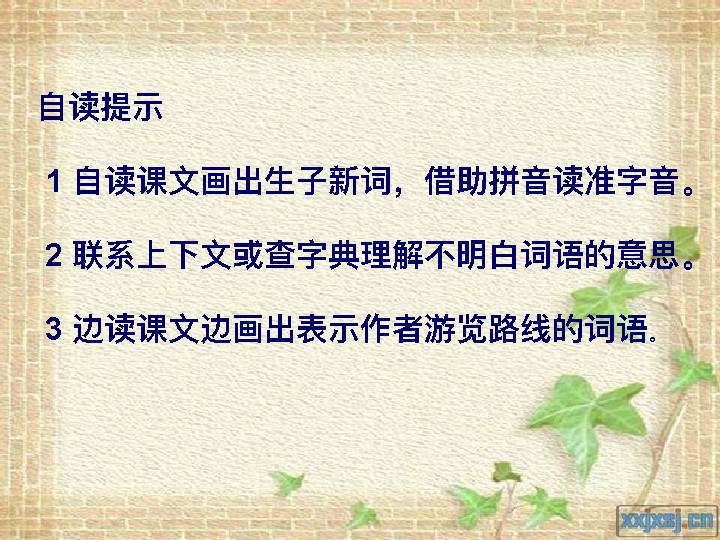 自读提示
1 自读课文画出生子新词，借助拼音读准字音。
2 联系上下文或查字典理解不明白词语的意思。
3 边读课文边画出表示作者游览路线的词语.
xxjxsj.cn